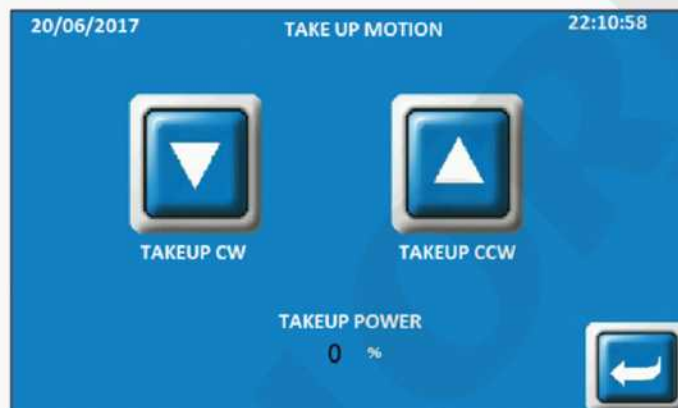 20/06/2017 TAKE UP MOTION 22:10:58
TAKEUP CW TAKEUP CCW
TAKEUP POWER
0 %